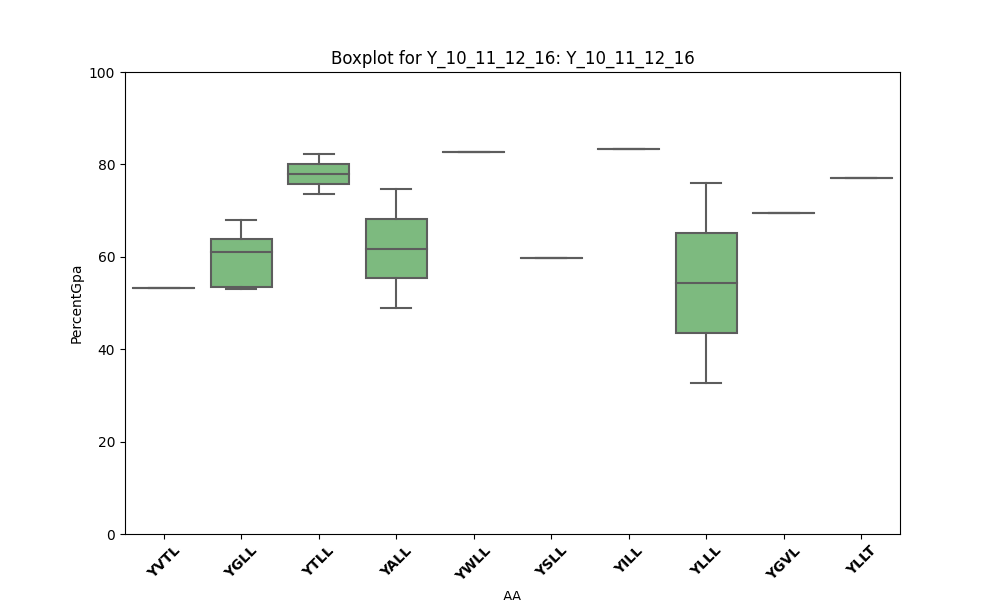 Boxplot for Y_10_11_12_16: Y_10_11_12_16
100
80
60
40
20
0
PercentGpa
YVTL
YGLL
YTLL
YALL
YWLL
YSLL
YILL
YLLL
YGVL
YLLT
AA